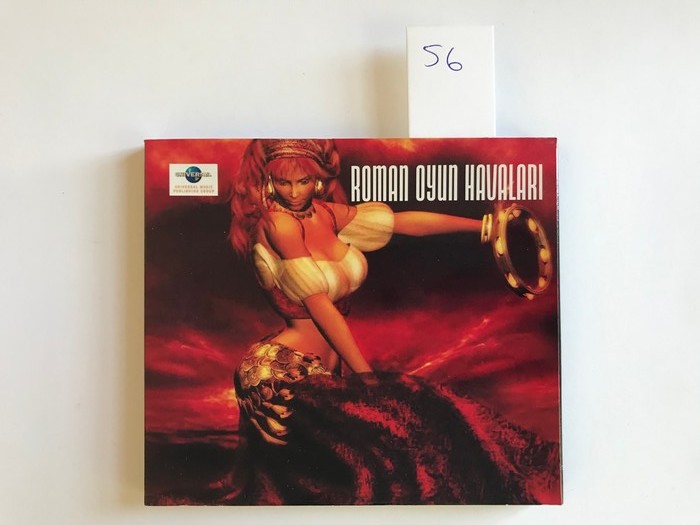 56
ROMAN OYUN HAVALARI
UNIVERSAL
UNIVERSAL MUSIC
PUBLISHING GROUP